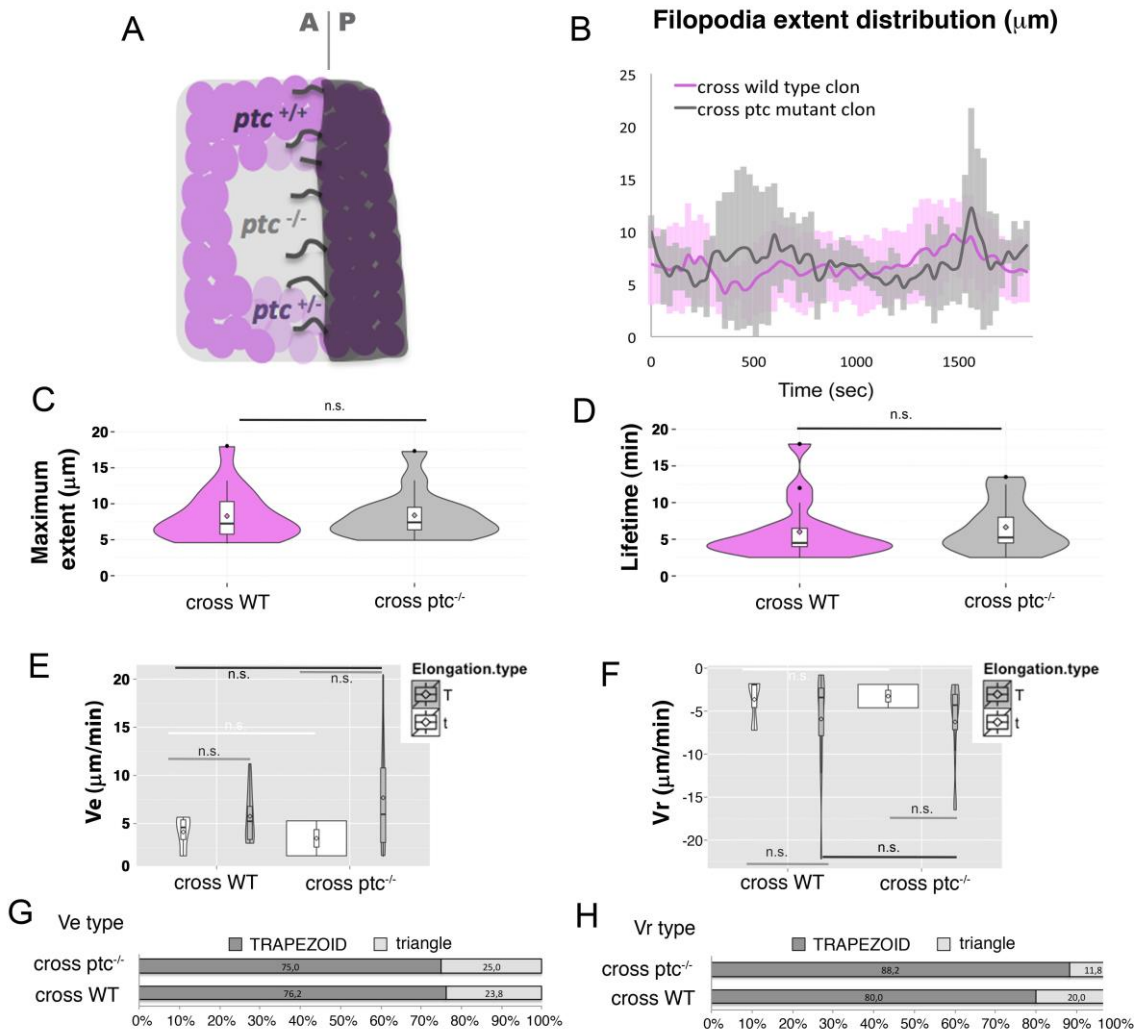 A
A P
ptc +/+
ptc -/-
ptc +/-
B
Filopodia extent distribution (μm)
cross wild type clon
cross ptc mutant clon
25
20
15
10
5
0
0 500 1000 1500
Time (sec)
C
n.s.
Maximum
extent (μm)
20
15
10
5
0
cross WT cross ptc-/-
D
n.s.
Lifetime (min)
20
15
10
5
0
cross WT cross ptc-/-
E
Ve (μm/min)
20
15
10
5
0
n.s. n.s.
n.s
n.s.
Elongation.type
T
t
cross WT cross ptc-/-
F
Vr (μm/min)
0
-5
-10
-15
-20
n.s.
n.s.
n.s. n.s.
Elongation.type
T
t
cross WT cross ptc-/-
G
Ve type
TRAPEZOID triangle
cross ptc-/- 75,0 25,0
cross WT 76,2 23,8
0% 10% 20% 30% 40% 50% 60% 70% 80% 90% 100%
H
Vr type
TRAPEZOID triangle
cross ptc-/- 88,2 11,8
cross WT 80,0 20,0
0% 10% 20% 30% 40% 50% 60% 70% 80% 90% 100%